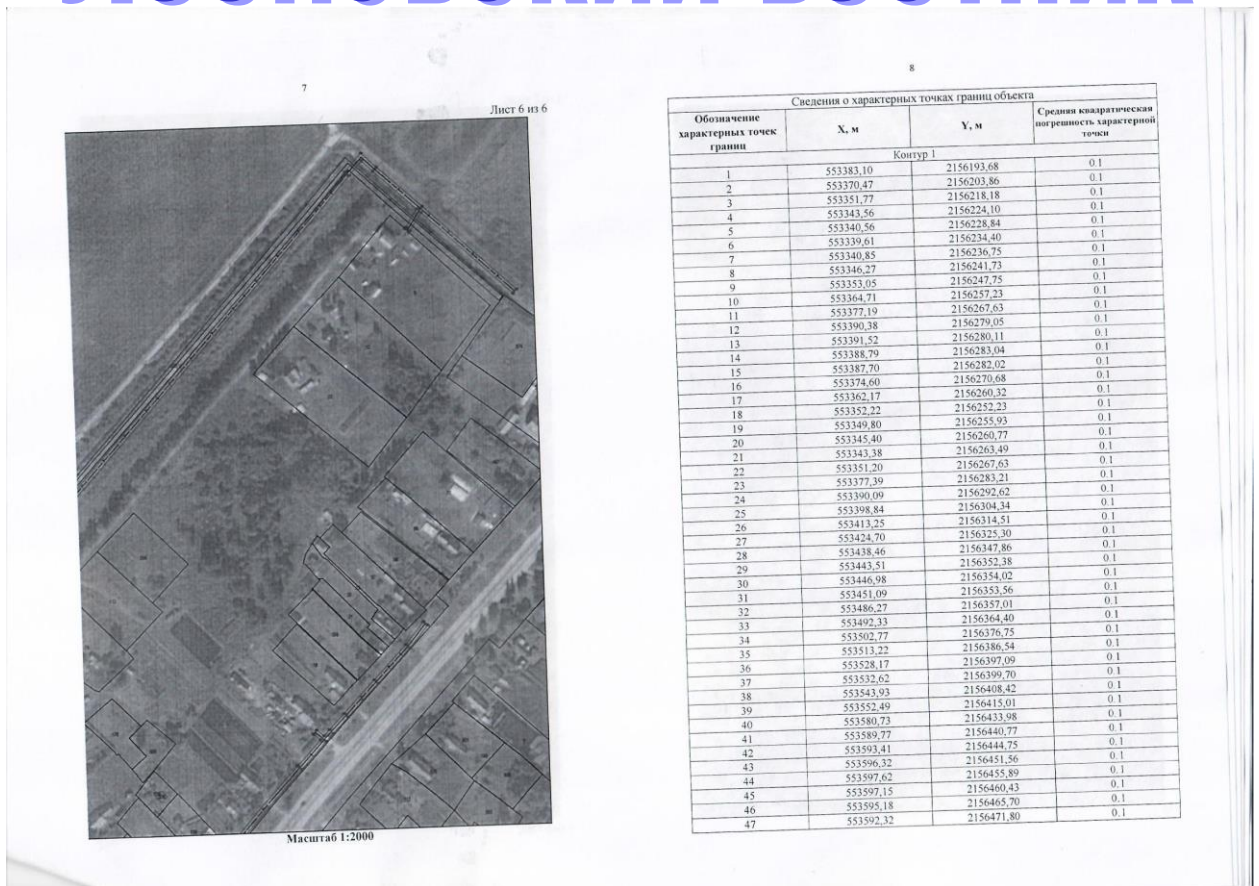 7
Лист 6 из 6
Масштаб 1:2000
8
Сведения о характерных точках границ объекта
Обозначение характерных точек границ X, м Y, м Средняя квадратическая погрешность характерной точки
Контур 1
1 553383,10 2156193,68 0.1
2 553370,47 2156203,86 0.1
3 553351,77 2156218,18 0.1
4 553343,56 2156224,10 0.1
5 553340,56 2156228,84 0.1
6 553339,61 2156234,40 0.1
7 553340,85 2156236,75 0.1
8 553346,27 2156241,73 0.1
9 553353,05 2156247,75 0.1
10 553364,71 2156257,23 0.1
11 553377,19 2156267,63 0.1
12 553390,38 2156279,05 0.1
13 553391,52 2156280,11 0.1
14 553388,79 2156283,04 0.1
15 553387,70 2156282,02 0.1
16 553374,60 2156270,68 0.1
17 553362,17 2156260,32 0.1
18 553352,22 2156252,23 0.1
19 553349,80 2156255,93 0.1
20 553345,40 2156260,77 0.1
21 553343,38 2156263,49 0.1
22 553351,20 2156267,63 0.1
23 553377,39 2156283,21 0.1
24 553390,09 2156292,62 0.1
25 553398,84 2156304,34 0.1
26 553413,25 2156314,51 0.1
27 553424,70 2156325,30 0.1
28 553438,46 2156347,86 0.1
29 553443,51 2156352,38 0.1
30 553446,98 2156354,02 0.1
31 553451,09 2156353,56 0.1
32 553486,27 2156357,01 0.1
33 553492,33 2156364,40 0.1
34 553502,77 2156376,75 0.1
35 553513,22 2156386,54 0.1
36 553528,17 2156397,09 0.1
37 553532,62 2156399,70 0.1
38 553543,93 2156408,42 0.1
39 553552,49 2156415,01 0.1
40 553580,73 2156433,98 0.1
41 553589,77 2156440,77 0.1
42 553593,41 2156444,75 0.1
43 553596,32 2156451,56 0.1
44 553597,62 2156455,89 0.1
45 553597,15 2156460,43 0.1
46 553595,18 2156465,70 0.1
47 553592,32 2156471,80 0.1